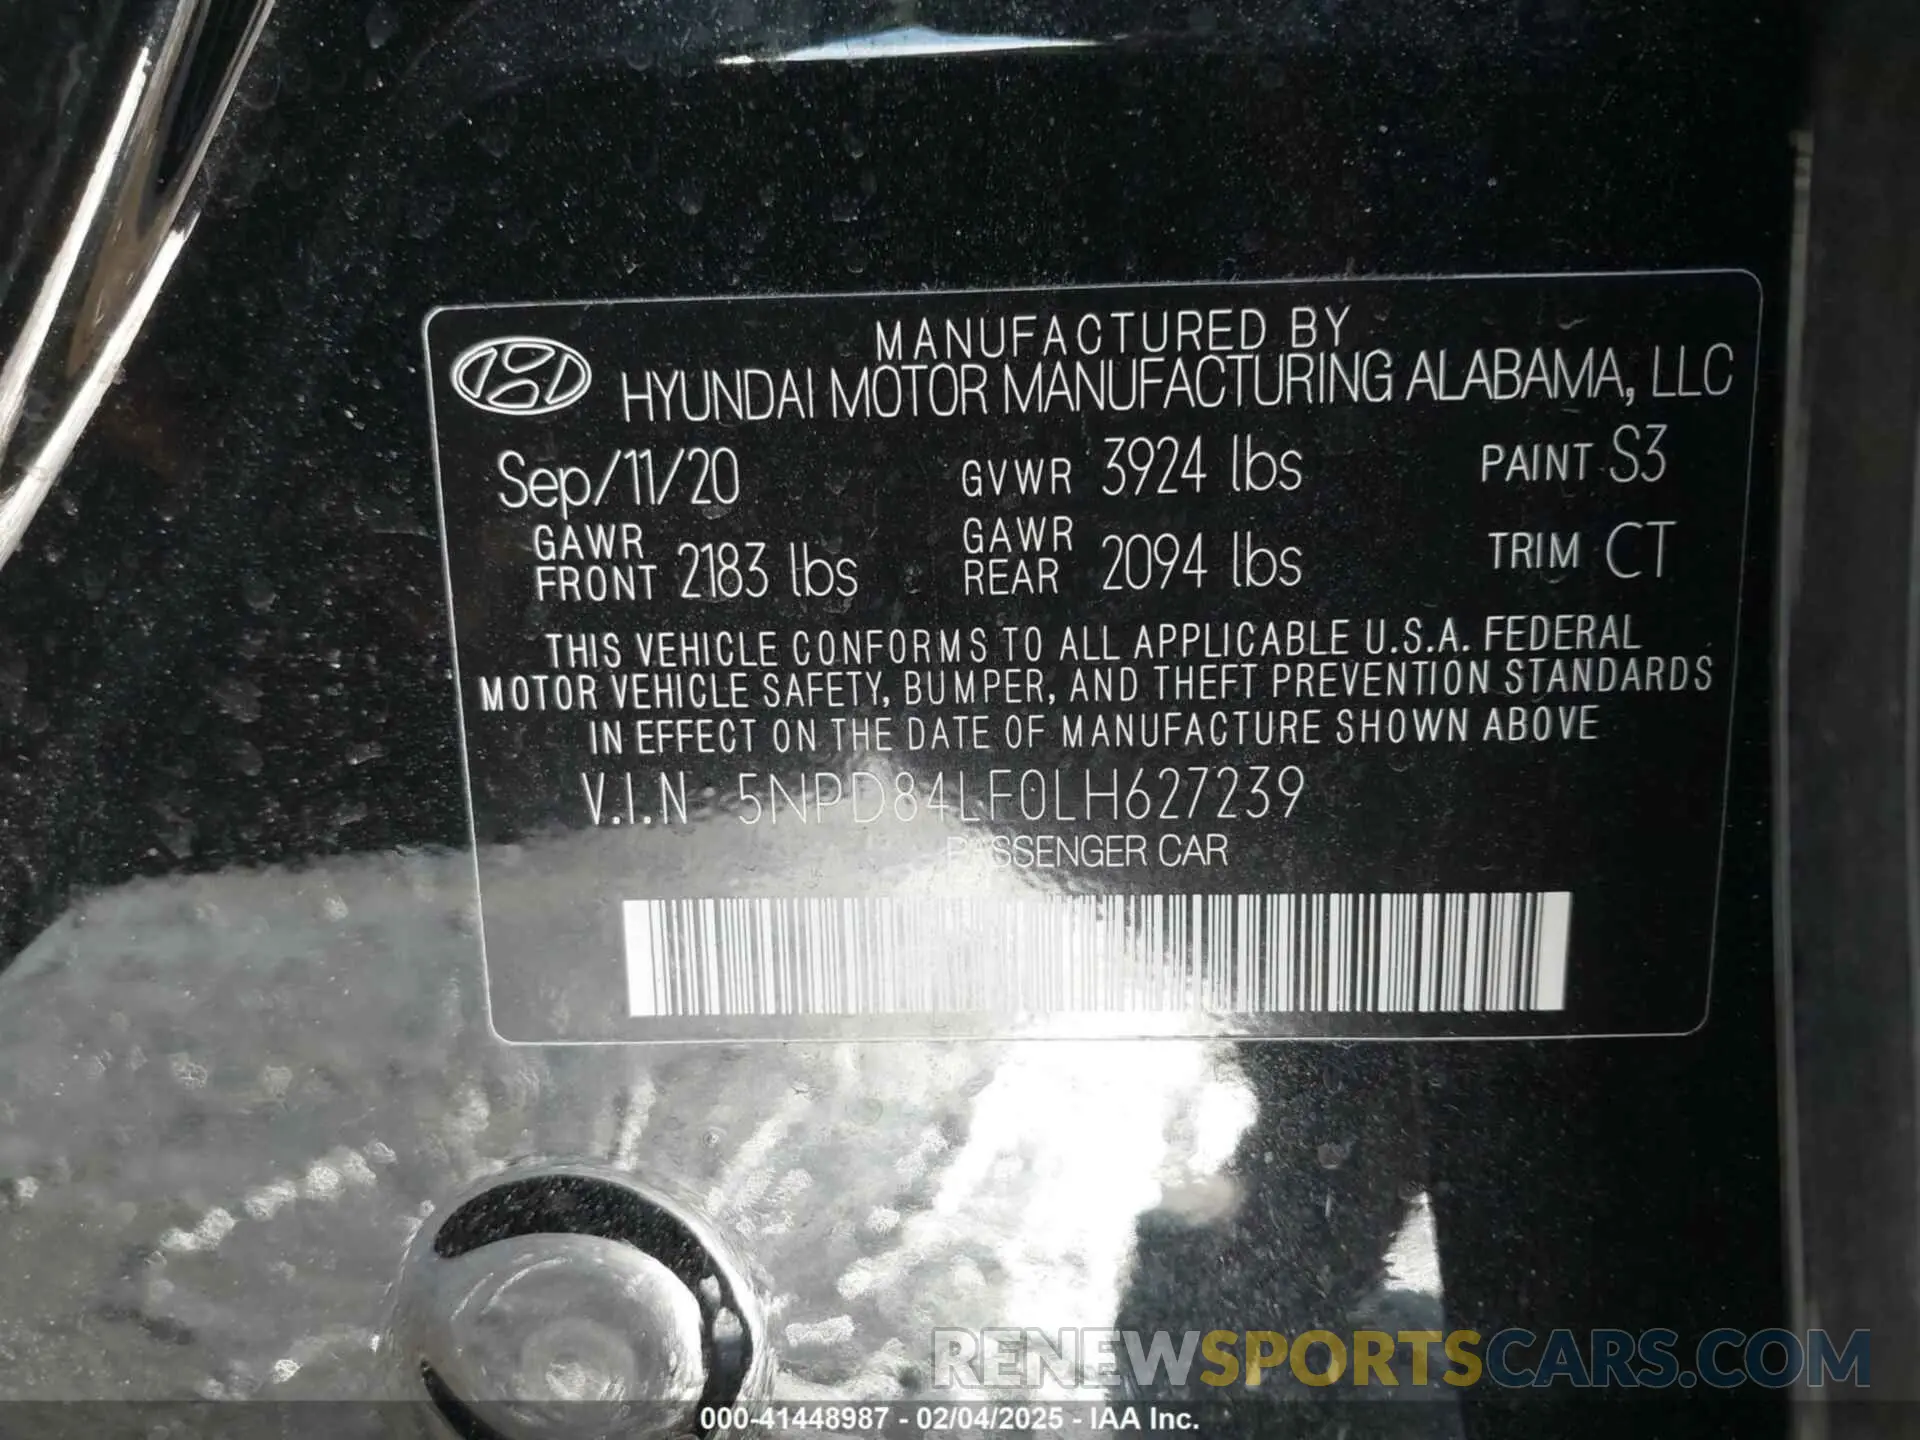 MANUFACTURED BY
HYUNDAI MOTOR MANUFACTURING ALABAMA, LLC
Sep/11/20 GVWR 3924 lbs PAINT S3
GAWR FRONT 2183 lbs GAWR REAR 2094 lbs TRIM CT
THIS VEHICLE CONFORMS TO ALL APPLICABLE U.S.A. FEDERAL
MOTOR VEHICLE SAFETY, BUMPER, AND THEFT PREVENTION STANDARDS
IN EFFECT ON THE DATE OF MANUFACTURE SHOWN ABOVE
V.I.N : 5NPD84LF0LH627239
PASSENGER CAR
RENEWSPORTSCARS.COM
000-41448987 - 02/04/2025 - IAA Inc.